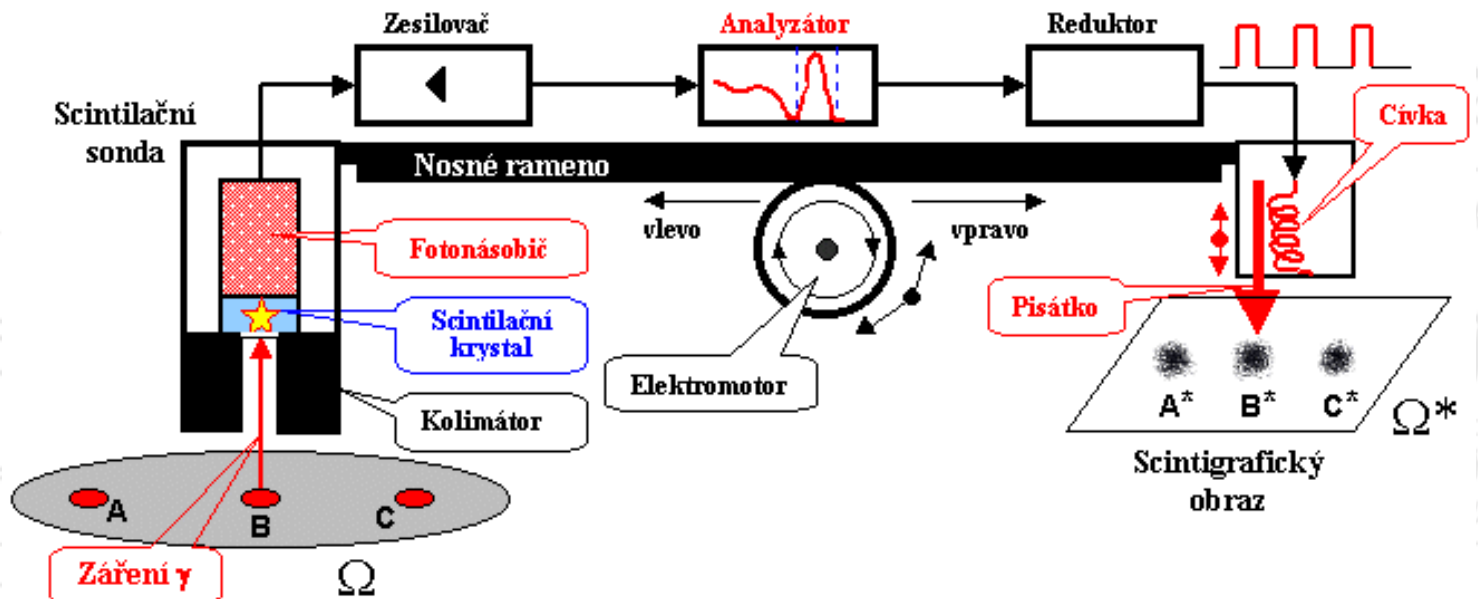 Zesilovač
Analyzátor
Reduktor
Scintilační
sonda
Cívka
Nosné rameno
vlevo
vpravo
Fotonásobič
Pisátko
Scintilační
krystal
Elektromotor
Kolimátor
A* B* C*
Ω*
Scintigrafický
obraz
A B C
Záření γ
Ω